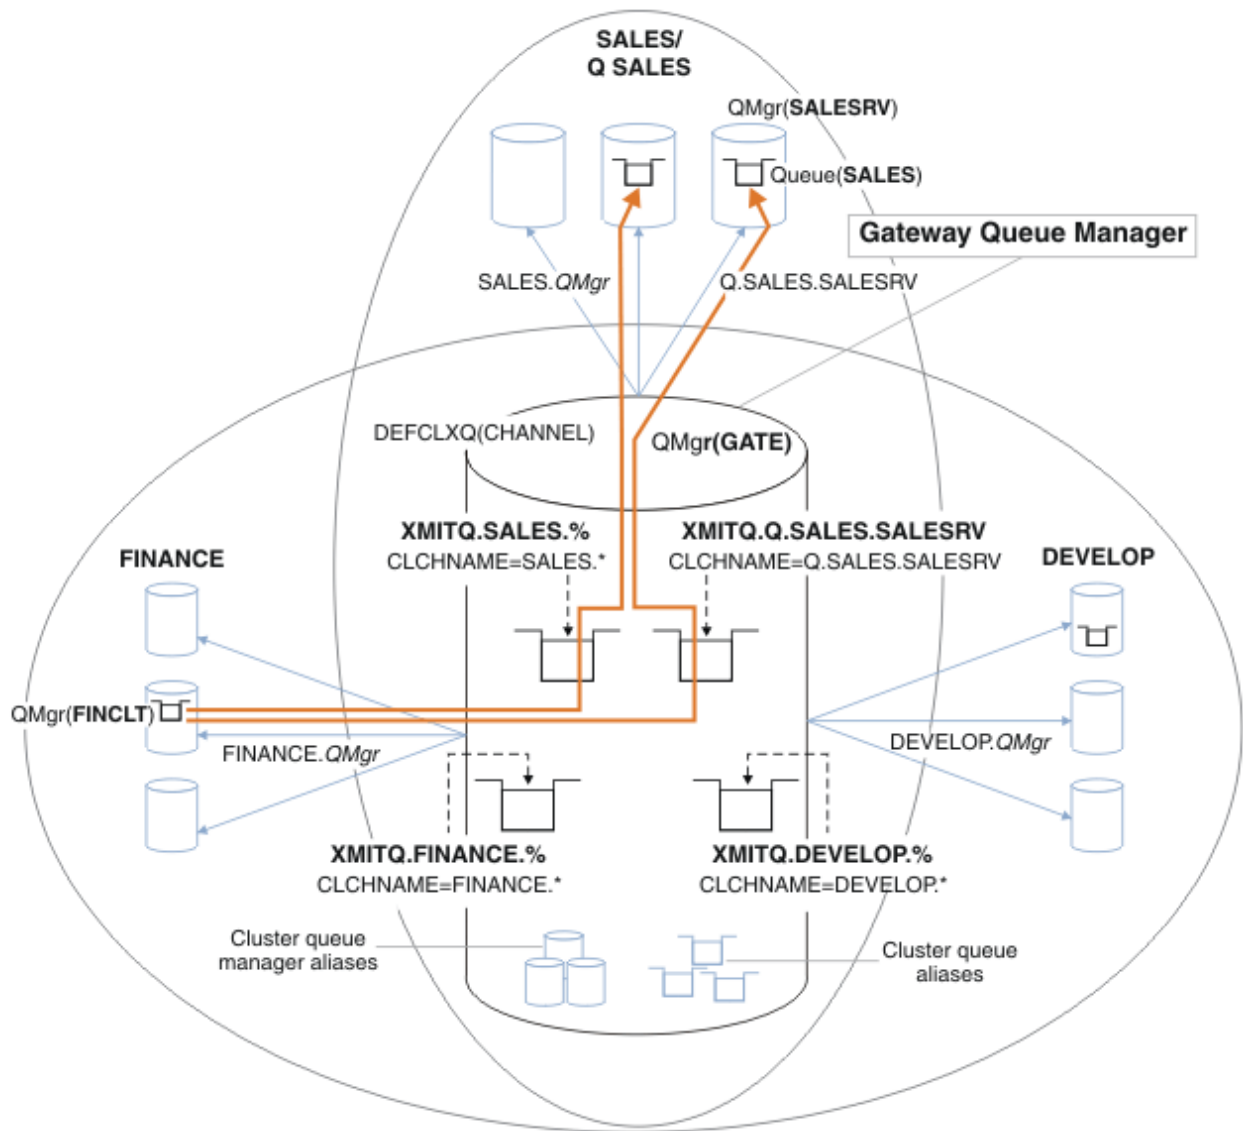 SALES/
Q SALES
QMgr(SALESRV)
Queue(SALES)
Gateway Queue Manager
SALES.QMgr
Q.SALES.SALESRV
DEFCLXQ(CHANNEL)
QMgr(GATE)
XMITQ.SALES.%
CLCHNAME=SALES.*
XMITQ.Q.SALES.SALESRV
CLCHNAME=Q.SALES.SALESRV
FINANCE
DEVELOP
QMgr(FINCLT)
FINANCE.QMgr
DEVELOP.QMgr
XMITQ.FINANCE.%
CLCHNAME=FINANCE.*
XMITQ.DEVELOP.%
CLCHNAME=DEVELOP.*
Cluster queue
manager aliases
Cluster queue
aliases